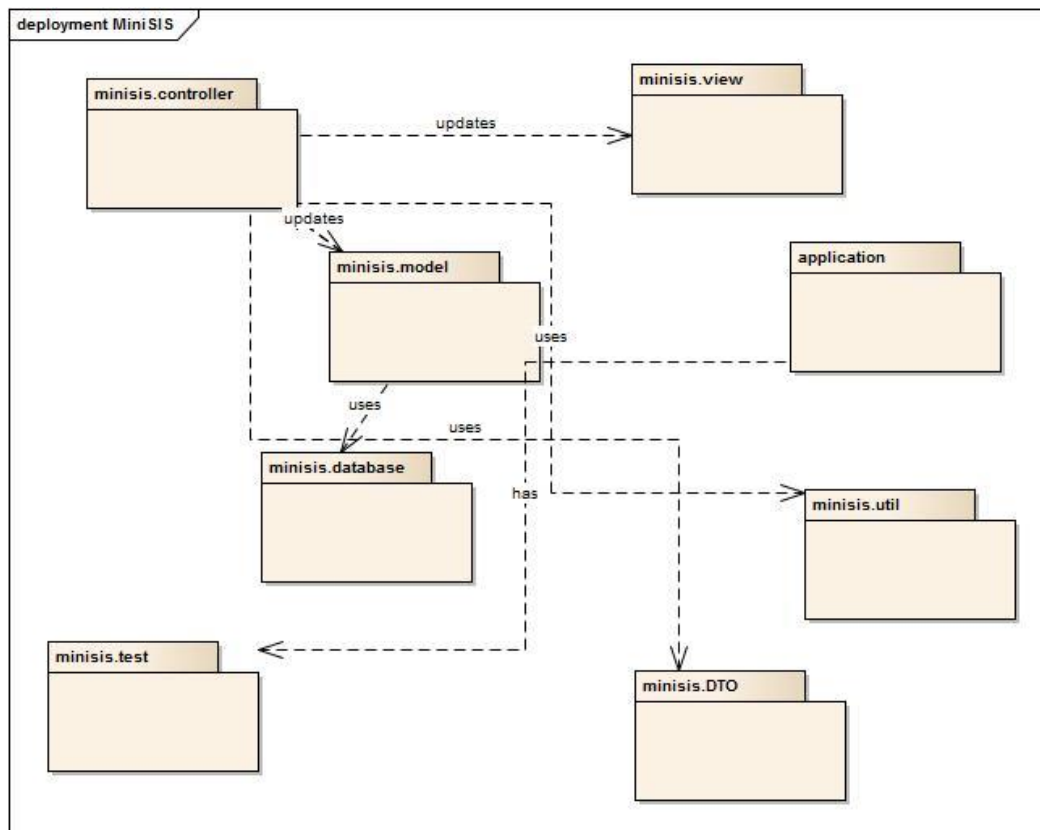 deployment MiniSIS
minisis.controller
minisis.view
updates
updates
minisis.model
application
uses
uses
uses
minisis.database
has
minisis.util
minisis.test
minisis.DTO